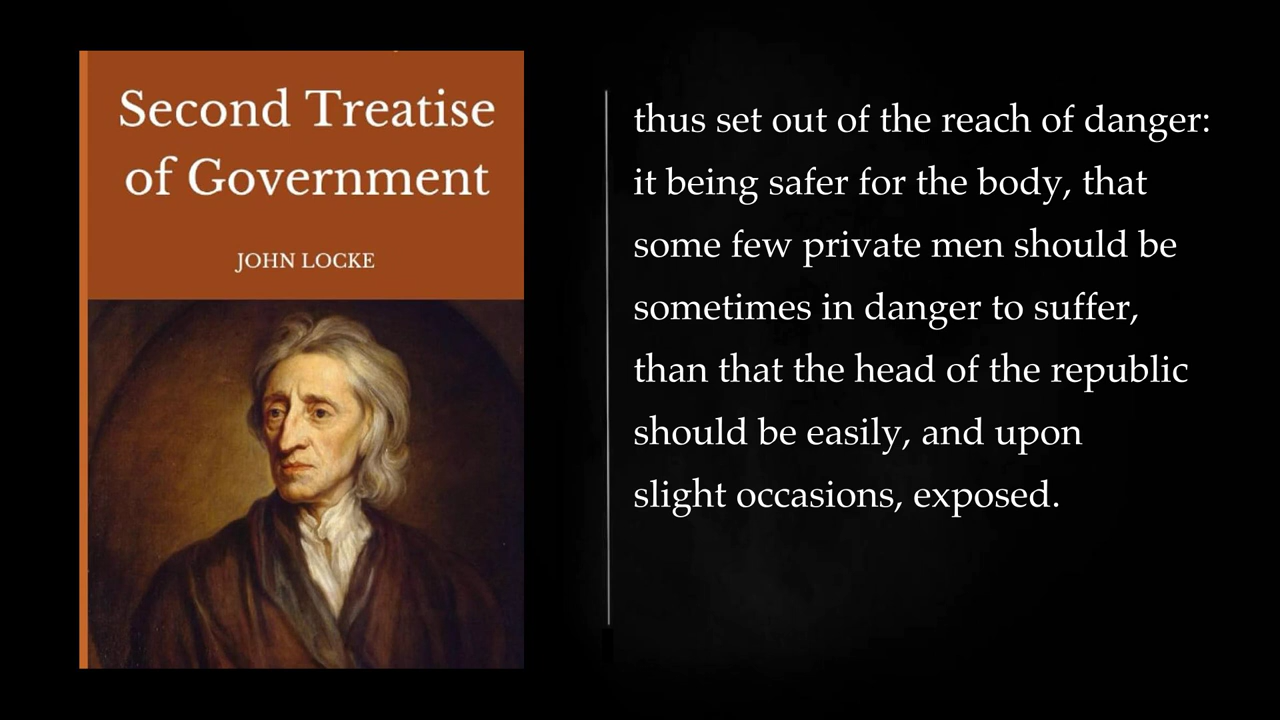 Second Treatise
of Government
JOHN LOCKE
thus set out of the reach of danger:
it being safer for the body, that
some few private men should be
sometimes in danger to suffer,
than that the head of the republic
should be easily, and upon
slight occasions, exposed.